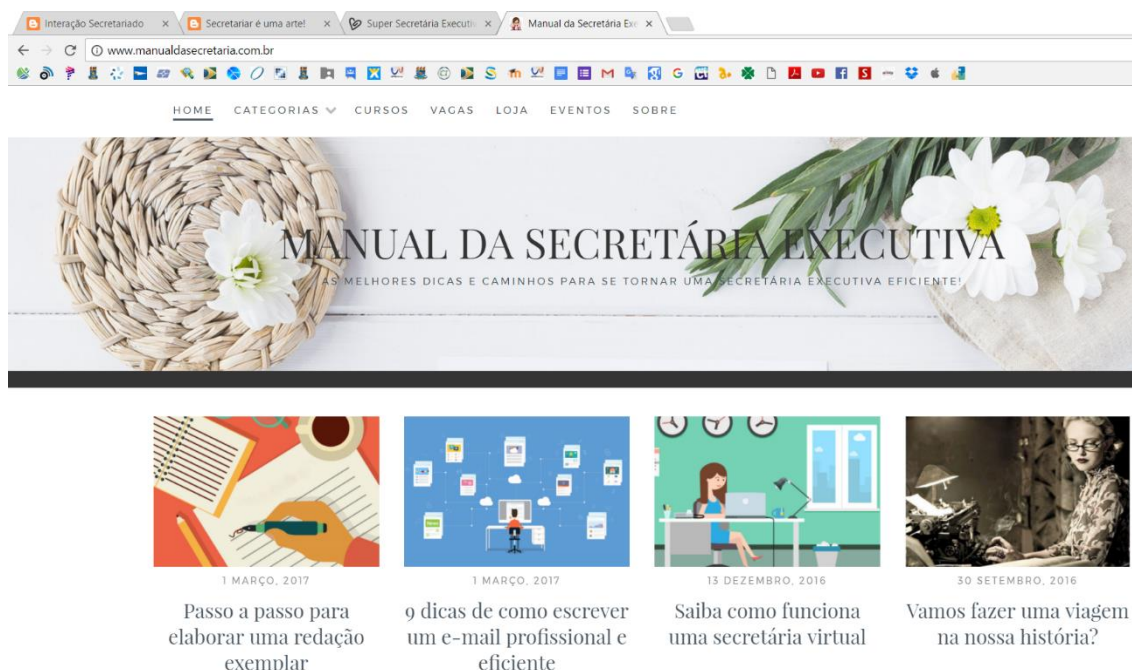 Interação Secretariado
Secretariar é uma arte!
Super Secretária Executi
Manual da Secretária Exe
www.manualdasecretaria.com.br
HOME CATEGORIAS CURSOS VAGAS LOJA EVENTOS SOBRE
MANUAL DA SECRETÁRIA EXECUTIVA
AS MELHORES DICAS E CAMINHOS PARA SE TORNAR UMA SECRETÁRIA EXECUTIVA EFICIENTE!
1 MARÇO, 2017
Passo a passo para
elaborar uma redação
exemplar
1 MARÇO, 2017
9 dicas de como escrever
um e-mail profissional e
eficiente
13 DEZEMBRO, 2016
Saiba como funciona
uma secretária virtual
30 SETEMBRO, 2016
Vamos fazer uma viagem
na nossa história?